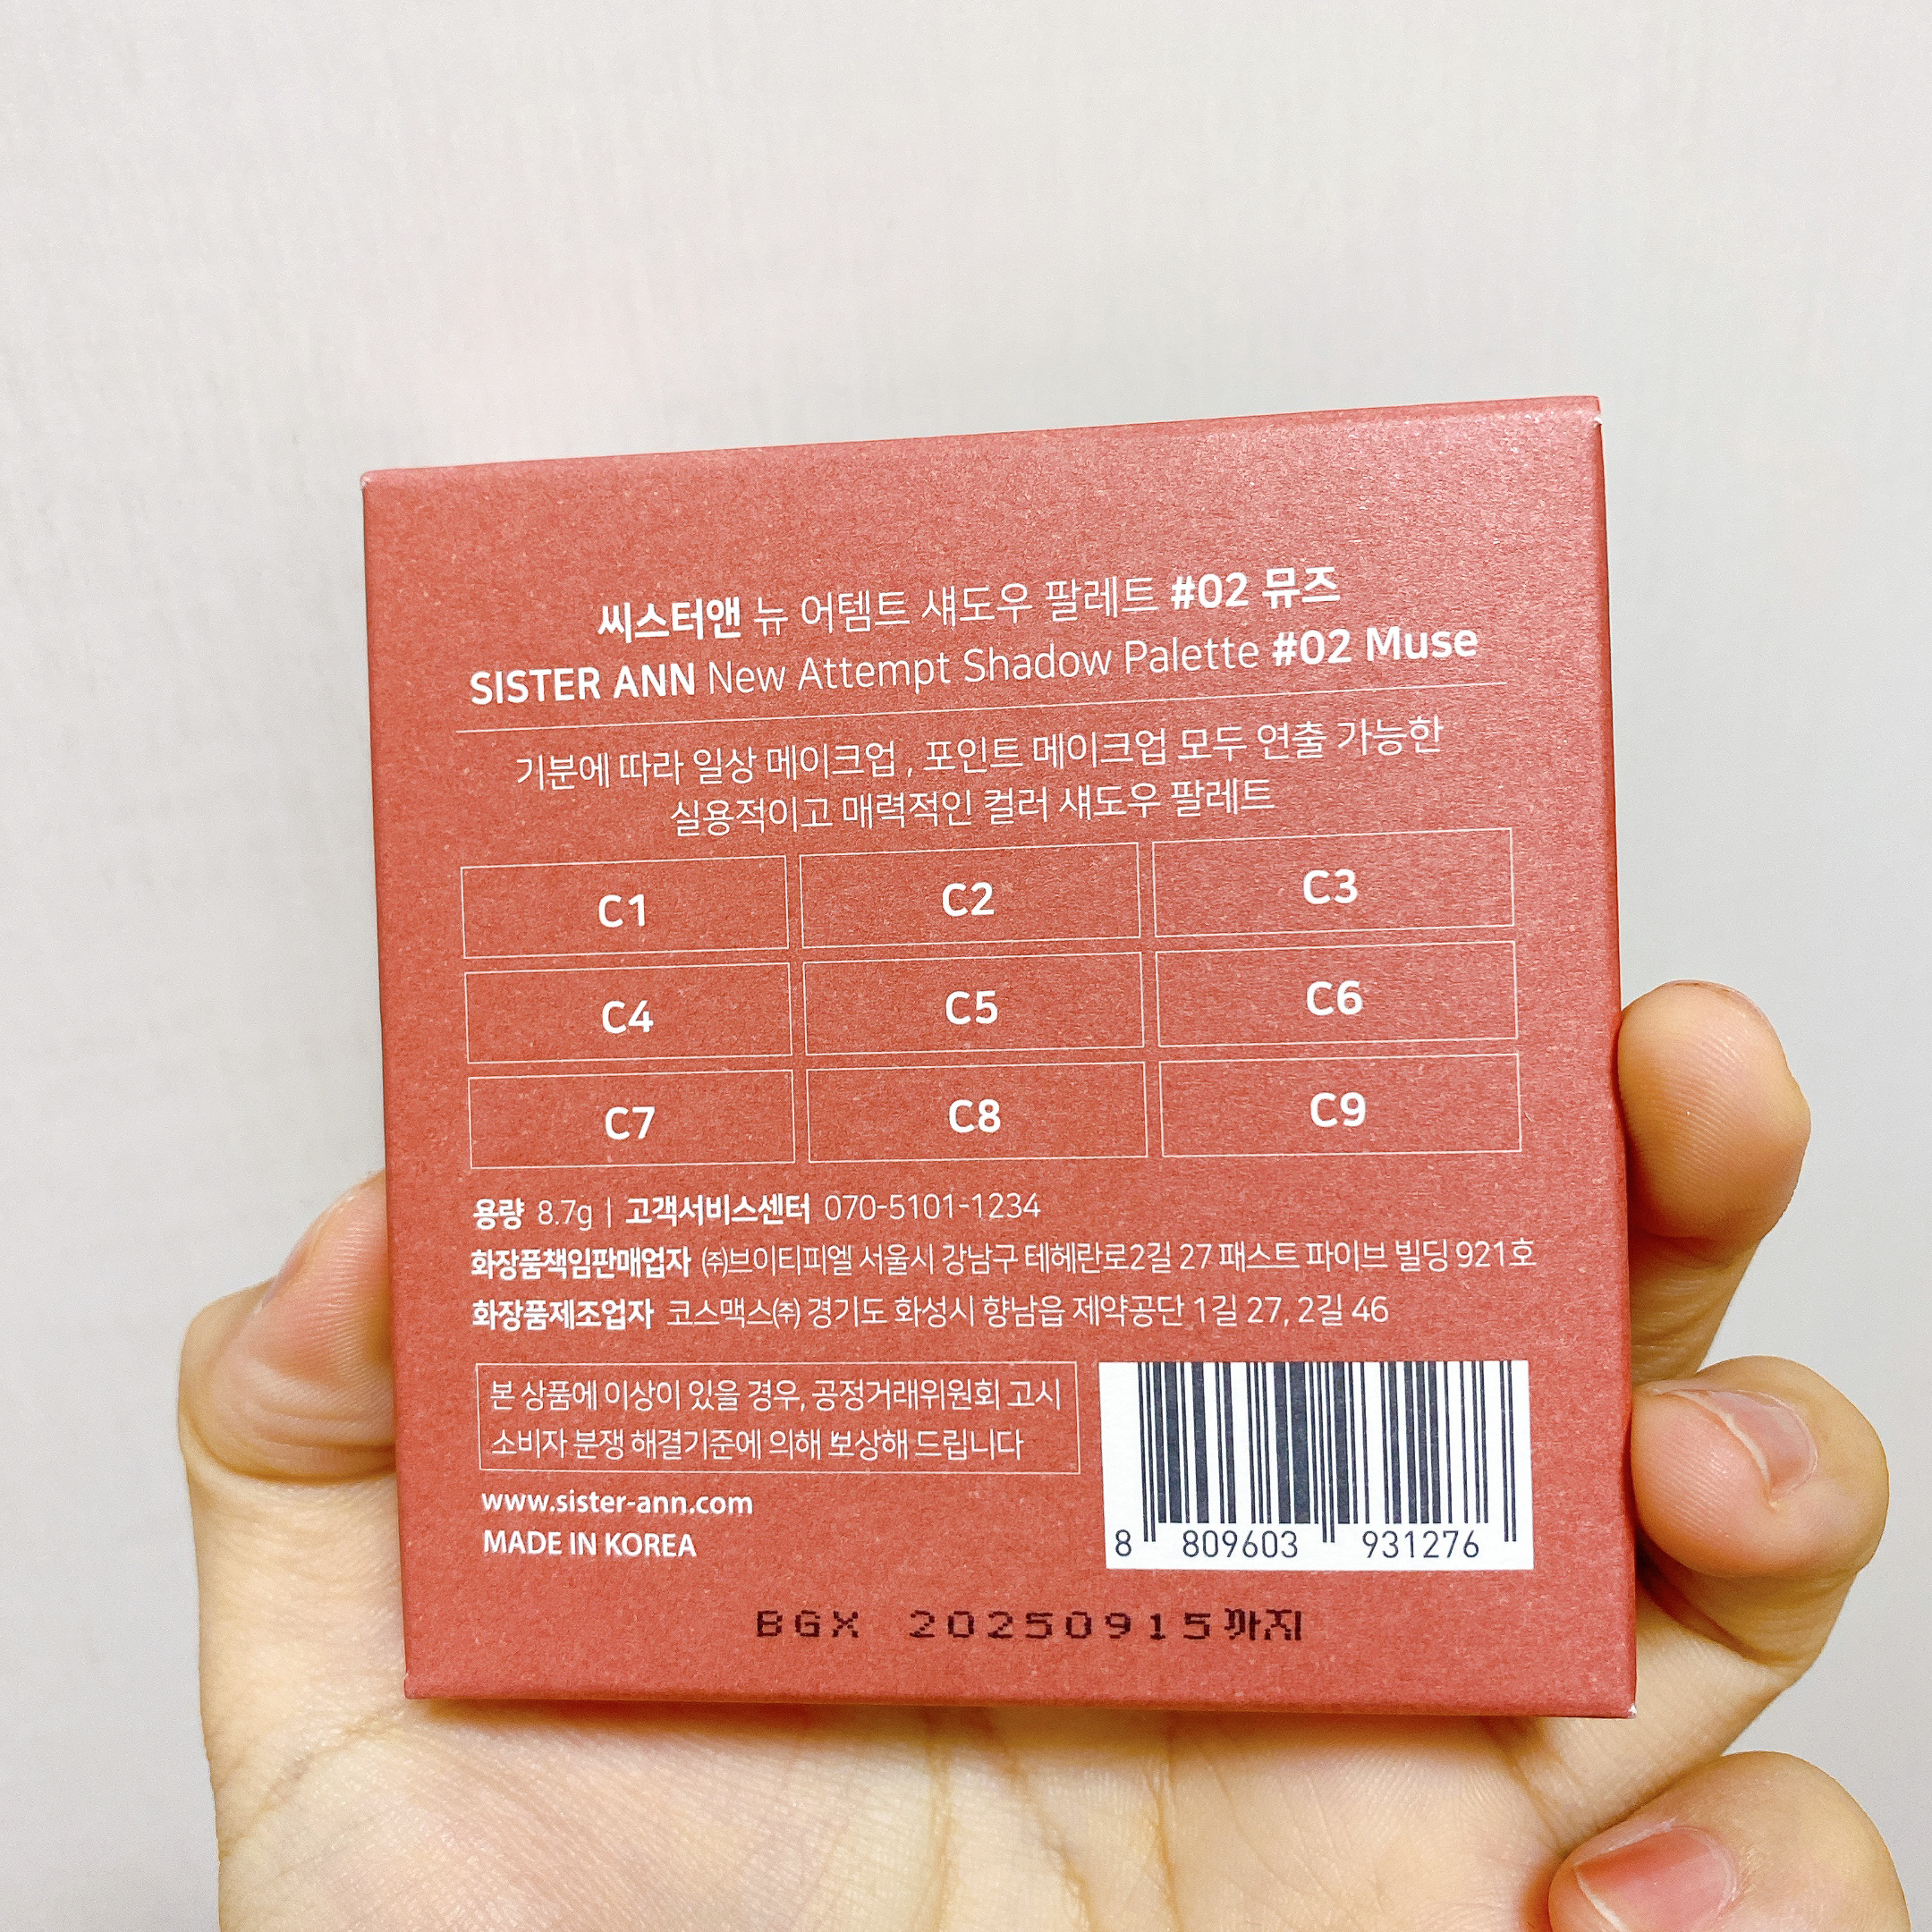 씨스터앤 뉴 어템트 섀도우 팔레트 #02 뮤즈
SISTER ANN New Attempt Shadow Palette #02 Muse
기분에 따라 일상 메이크업 , 포인트 메이크업 모두 연출 가능한
실용적이고 매력적인 컬러 섀도우 팔레트
C1 C2 C3
C4 C5 C6
C7 C8 C9
용량 8.7g | 고객서비스센터 070-5101-1234
화장품책임판매업자 ㈜브이티피엘 서울시 강남구 테헤란로2길 27 패스트 파이브 빌딩 921호
화장품제조업자 코스맥스㈜ 경기도 화성시 향남읍 제약공단 1길 27, 2길 46
본 상품에 이상이 있을 경우, 공정거래위원회 고시
소비자 분쟁 해결기준에 의해 보상해 드립니다
www.sister-ann.com
MADE IN KOREA
8 809603 931276
BGX 20250915까지